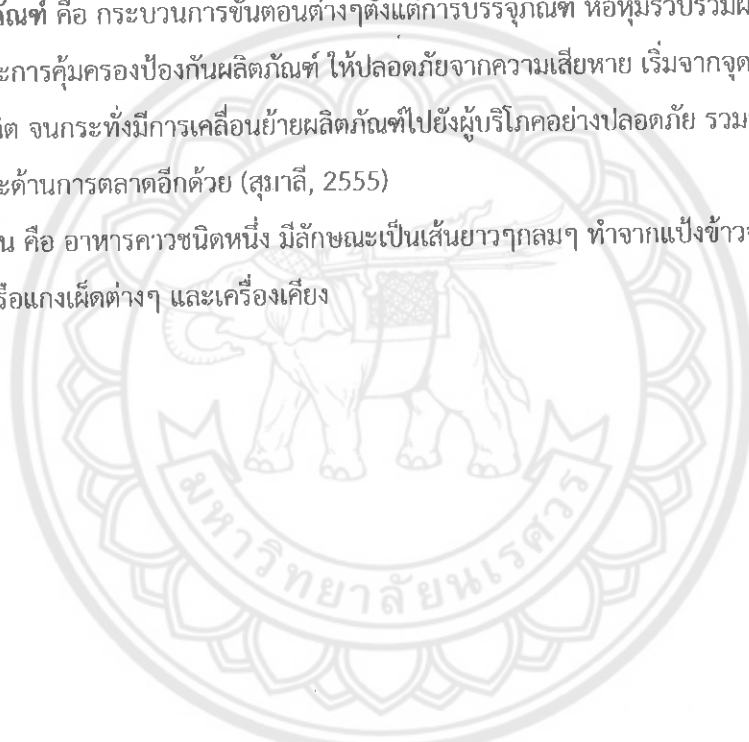 ภัณฑ์ คือ กระบวนการขั้นตอนต่างๆตั้งแต่การบรรจุภัณฑ์ ห่อหุ้มรวบรวมผ
ะการคุ้มครองป้องกันผลิตภัณฑ์ ให้ปลอดภัยจากความเสียหาย เริ่มจากจุด
ิต จนกระทั่งมีการเคลื่อนย้ายผลิตภัณฑ์ไปยังผู้บริโภคอย่างปลอดภัย รวม
ะด้านการตลาดอีกด้วย (สุมาลี, 2555)
น คือ อาหารคาวชนิดหนึ่ง มีลักษณะเป็นเส้นยาวๆกลมๆ ทำจากแป้งข้าว
รือแกงเผ็ดต่างๆ และเครื่องเคียง
มหาวิทยาลัยนเรศวร